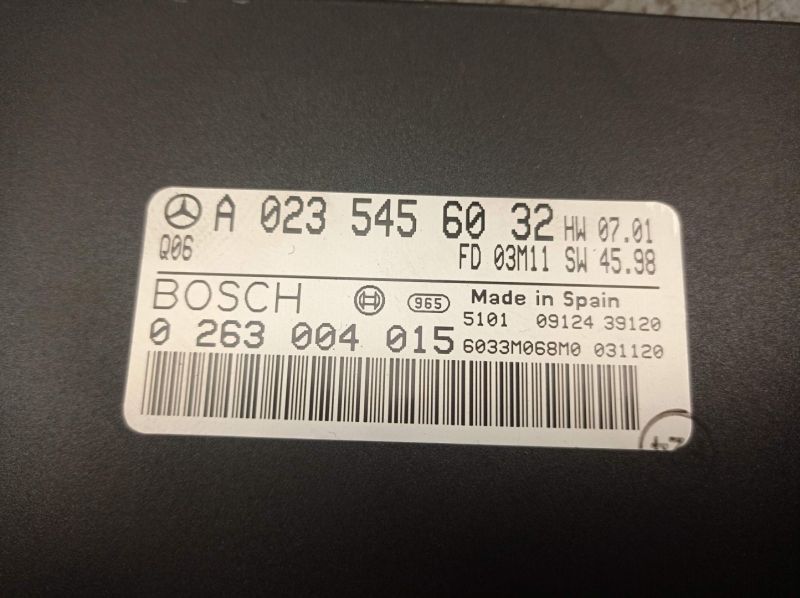 A 023 545 60 32 HW 07.01
Q06 FD 03M11 SW 45.98
BOSCH 965 Made in Spain
5101 09124 39120
0 263 004 015 6033M068M0 031120